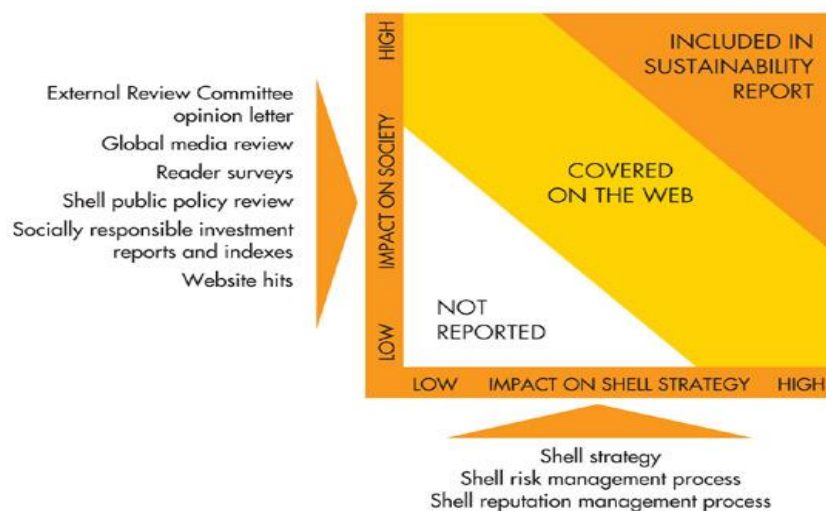 External Review Committee
opinion letter
Global media review
Reader surveys
Shell public policy review
Socially responsible investment
reports and indexes
Website hits
HIGH
IMPACT ON SOCIETY
LOW
INCLUDED IN
SUSTAINABILITY
REPORT
COVERED
ON THE WEB
NOT
REPORTED
LOW IMPACT ON SHELL STRATEGY HIGH
Shell strategy
Shell risk management process
Shell reputation management process